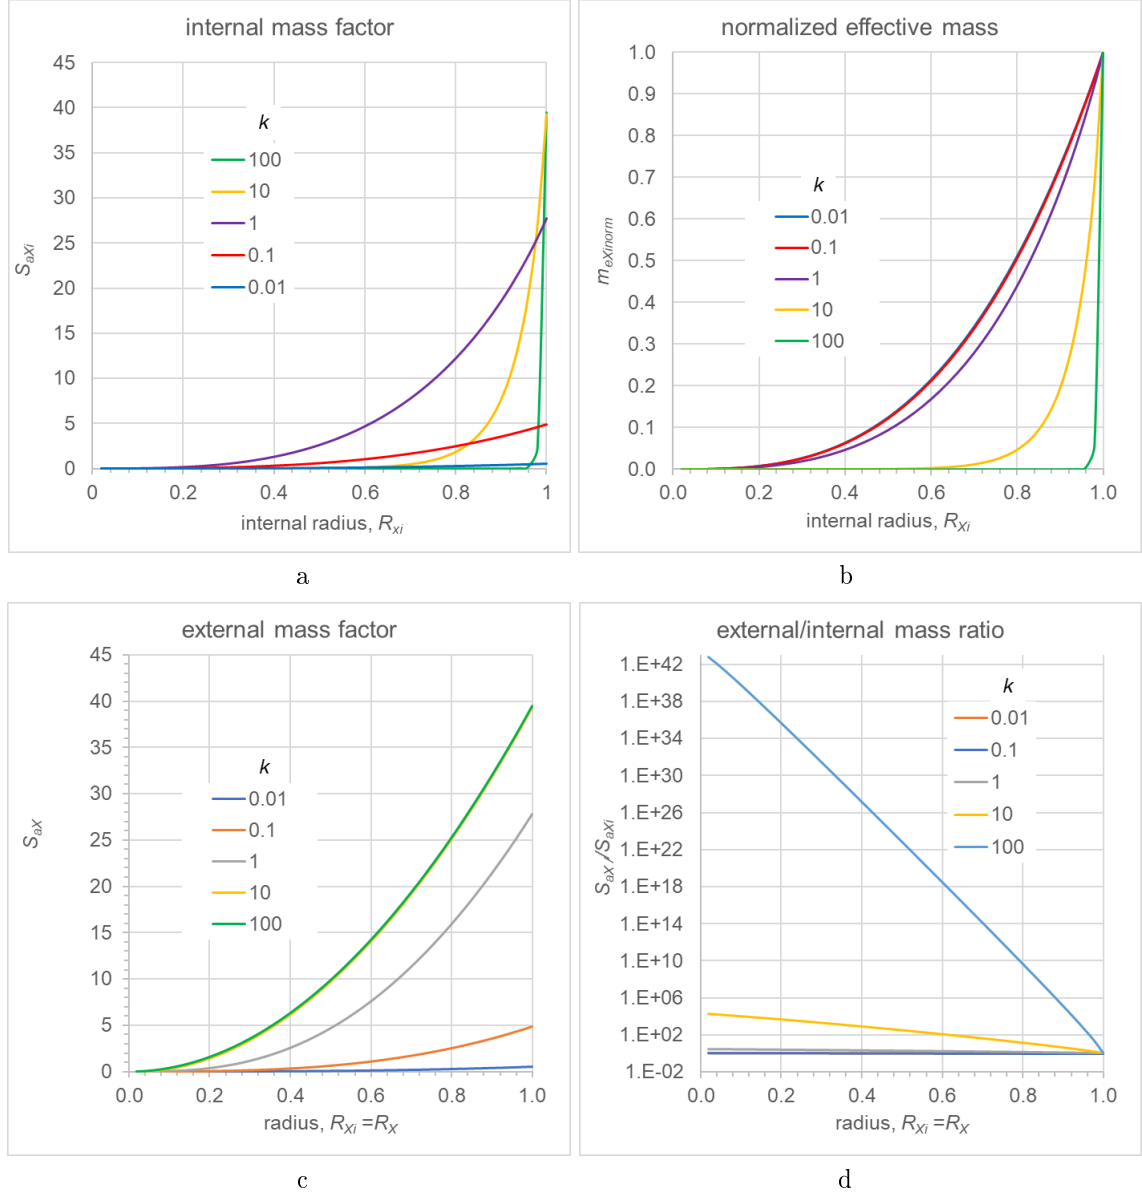 internal mass factor
45
40
35
30
25
20
15
10
5
0
S_aXi
k
100
10
1
0.1
0.01
0 0.2 0.4 0.6 0.8 1
internal radius, R_xi
a
normalized effective mass
1.0
0.9
0.8
0.7
0.6
0.5
0.4
0.3
0.2
0.1
0.0
m_eXinorm
k
0.01
0.1
1
10
100
0.0 0.2 0.4 0.6 0.8 1.0
internal radius, R_Xi
b
external mass factor
45
40
35
30
25
20
15
10
5
0
S_aX
k
0.01
0.1
1
10
100
0.0 0.2 0.4 0.6 0.8 1.0
radius, R_Xi =R_X
c
external/internal mass ratio
1.E+42
1.E+38
1.E+34
1.E+30
1.E+26
1.E+22
1.E+18
1.E+14
1.E+10
1.E+06
1.E+02
1.E-02
S_aX /S_aXi
k
0.01
0.1
1
10
100
0.0 0.2 0.4 0.6 0.8 1.0
radius, R_Xi =R_X
d